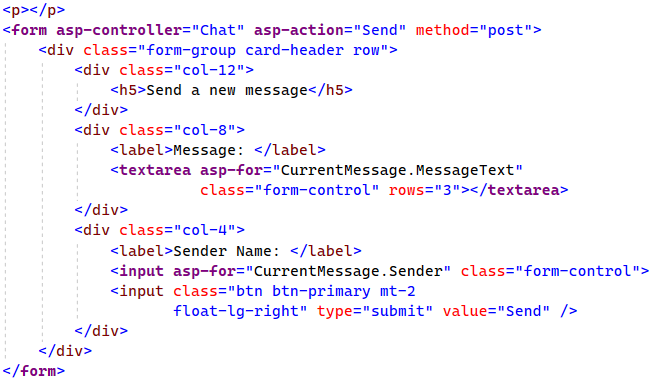 <p></p>
<form asp-controller="Chat" asp-action="Send" method="post">
    <div class="form-group card-header row">
        <div class="col-12">
            <h5>Send a new message</h5>
        </div>
        <div class="col-8">
            <label>Message: </label>
            <textarea asp-for="CurrentMessage.MessageText"
                      class="form-control" rows="3"></textarea>
        </div>
        <div class="col-4">
            <label>Sender Name: </label>
            <input asp-for="CurrentMessage.Sender" class="form-control">
            <input class="btn btn-primary mt-2
                   float-lg-right" type="submit" value="Send" />
        </div>
    </div>
</form>